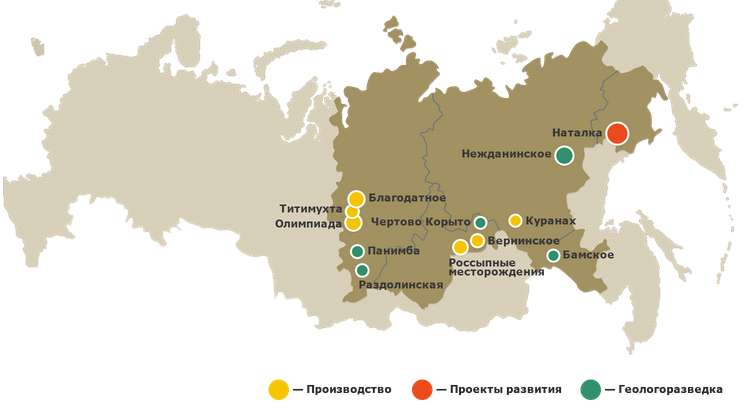 Наталка
Нежданинское
Благодатное
Титимухта
Олимпиада
Чертово Корыто
Куранах
Вернинское
Панимба
Бамское
Россыпные
месторождения
Раздолинская
— Производство
— Проекты развития
— Геологоразведка